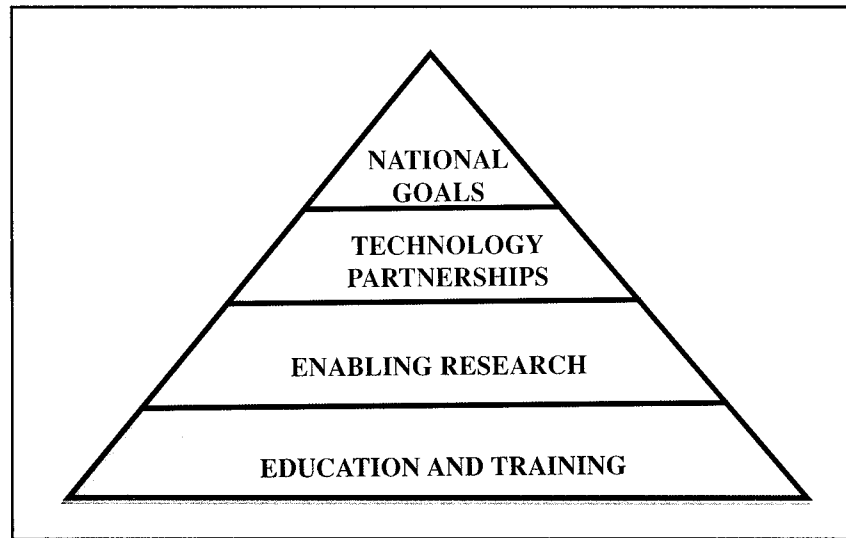 NATIONAL
GOALS
TECHNOLOGY
PARTNERSHIPS
ENABLING RESEARCH
EDUCATION AND TRAINING